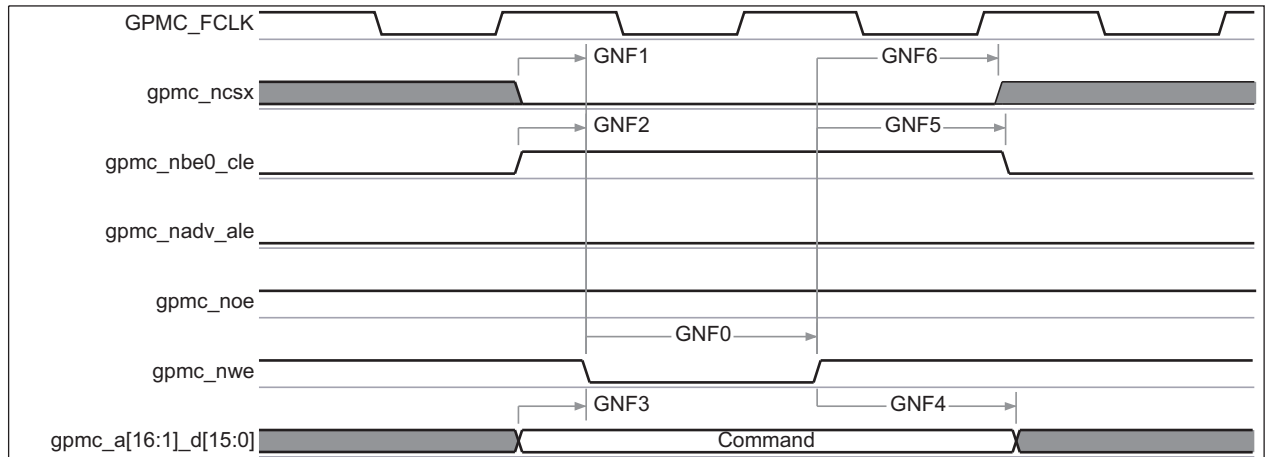 GPMC_FCLK
GNF1 GNF6
gpmc_ncsx
GNF2 GNF5
gpmc_nbe0_cle
gpmc_nadv_ale
gpmc_noe
GNF0
gpmc_nwe
GNF3 GNF4
gpmc_a[16:1]_d[15:0] Command